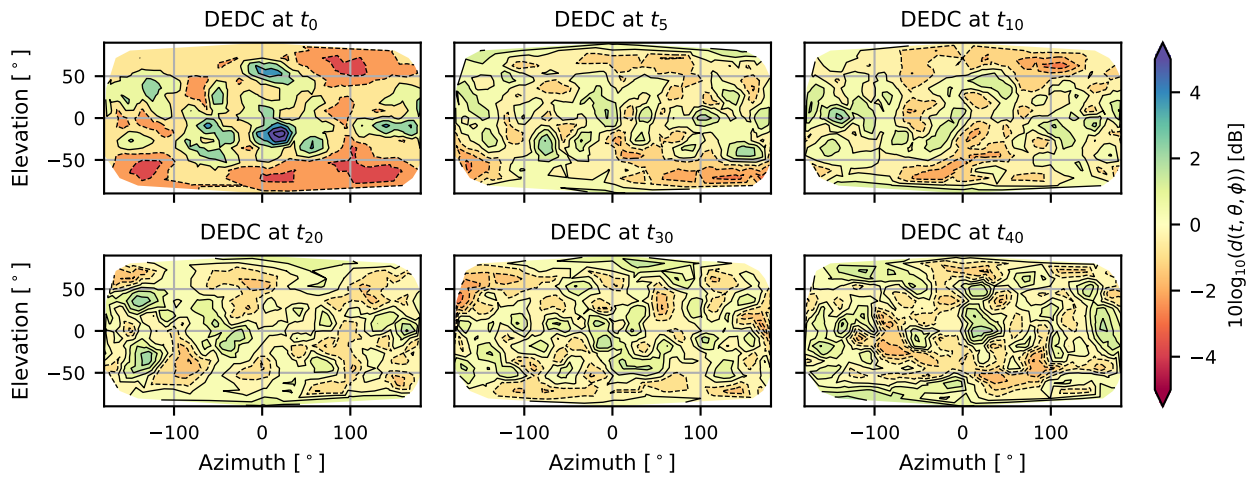 DEDC at t₀ DEDC at t₅ DEDC at t₁₀
Elevation [°]
50
0
−50
−100 0 100 −100 0 100 −100 0 100
DEDC at t₂₀ DEDC at t₃₀ DEDC at t₄₀
Elevation [°]
50
0
−50
Azimuth [°] Azimuth [°] Azimuth [°]
4
2
0
−2
−4
10log₁₀(d(t, θ, ϕ)) [dB]